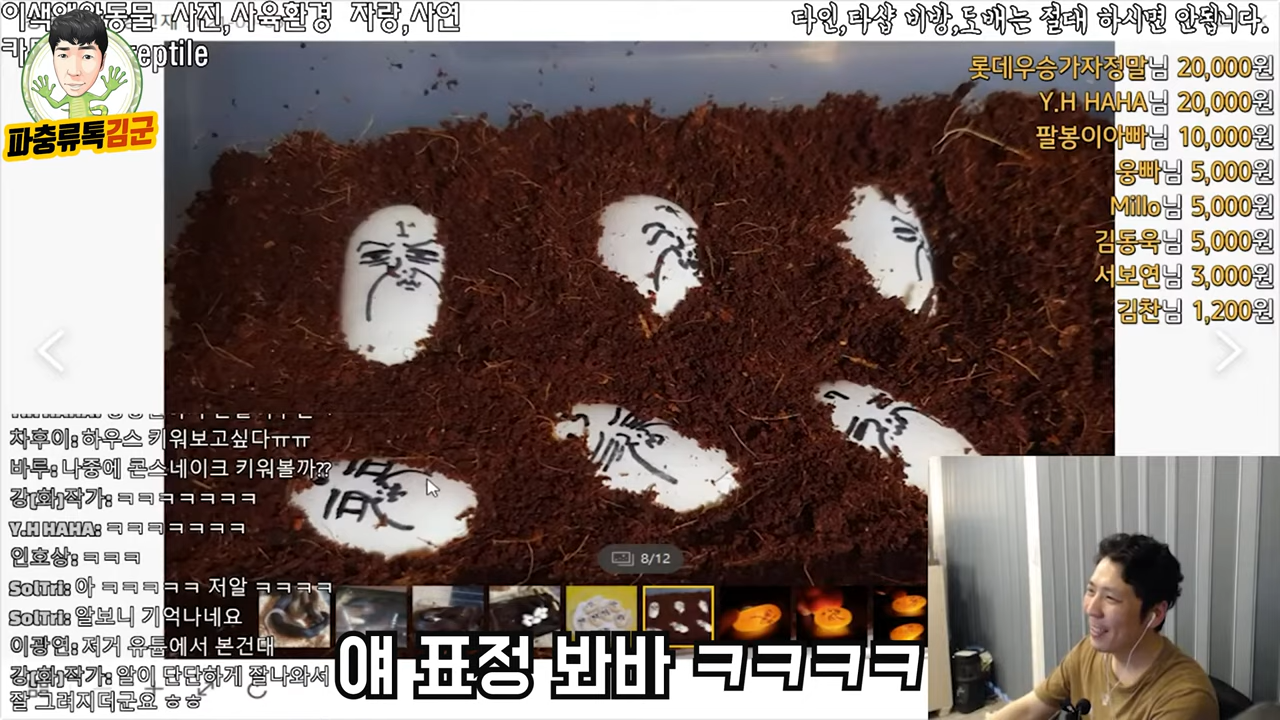 이색애완동물 사진,사육환경 자랑,사연
reptile
파충류톡김군
다인,타샵 비방,도배는 절대 하시면 안됩니다.
롯데우승가자정말님 20,000원
Y.H HAHA님 20,000원
팔봉이아빠님 10,000원
웅빠님 5,000원
Millo님 5,000원
김동욱님 5,000원
서보연님 3,000원
김찬님 1,200원
1
차후이: 하우스 키워보고싶다ㅠㅠ
바루: 나중에 콘스네이크 키워볼까??
강[화]작가: ㅋㅋㅋㅋㅋㅋㅋ
Y.H HAHA: ㅋㅋㅋㅋㅋㅋㅋ
인호상: ㅋㅋㅋ
SolTri: 아 ㅋㅋㅋㅋㅋ 저알 ㅋㅋㅋㅋ
SolTri: 알보니 기억나네요
이광연: 저거 유튭에서 본건대
강[화]작가: 알이 단단하게 잘나와서
잘 그러지더군요 ㅎㅎ
8/12
얘 표정 봐바 ㅋㅋㅋㅋ